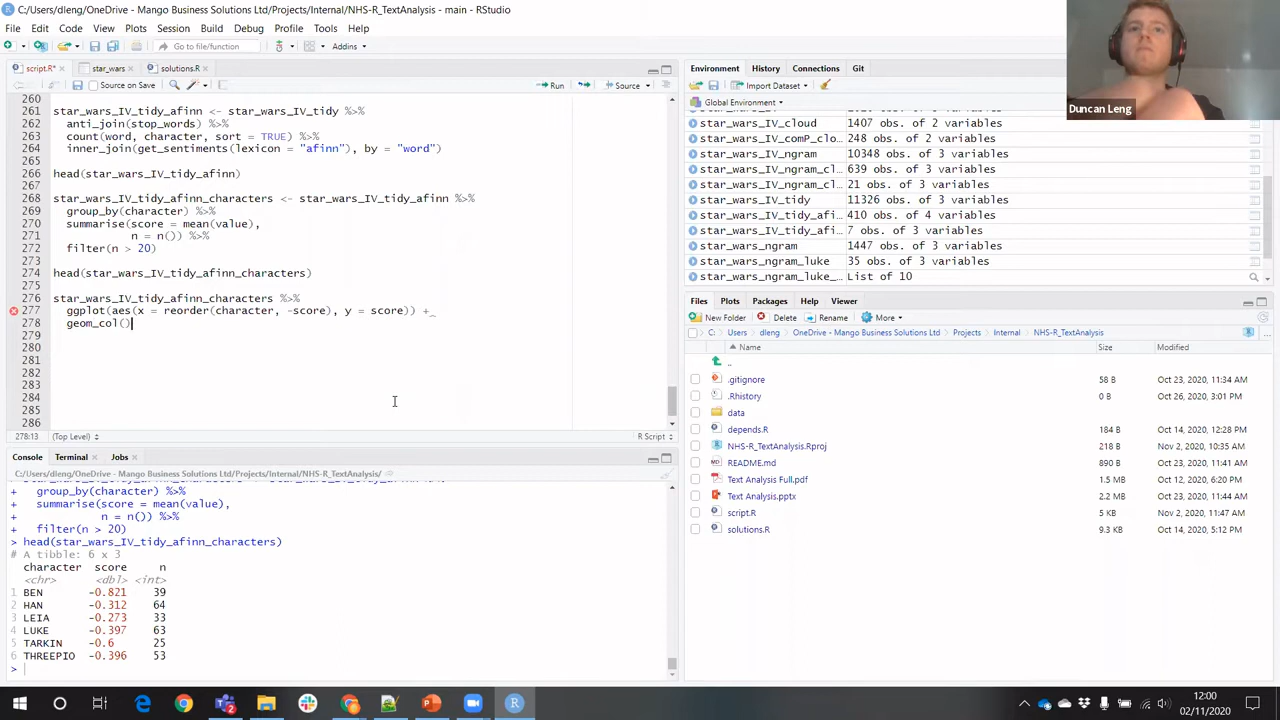 C:/Users/dleng/OneDrive - Mango Business Solutions Ltd/Projects/Internal/NHS-R_TextAnalysis - main - RStudio
File Edit Code View Plots Session Build Debug Profile Tools Help
Go to file/function Addins
script.R* star_wars solutions.R
Source on Save Run Source
260
261 star_wars_IV_tidy_afinn <- star_wars_IV_tidy %>%
262 anti_join(stop_words) %>%
263 count(word, character, sort = TRUE) %>%
264 inner_join(get_sentiments(lexicon = "afinn"), by = "word")
265
266 head(star_wars_IV_tidy_afinn)
267
268 star_wars_IV_tidy_afinn_characters <- star_wars_IV_tidy_afinn %>%
269 group_by(character) %>%
270 summarise(score = mean(value),
271 n = n()) %>%
272 filter(n > 20)
273
274 head(star_wars_IV_tidy_afinn_characters)
275
276 star_wars_IV_tidy_afinn_characters %>%
277 ggplot(aes(x = reorder(character, -score), y = score)) +
278 geom_col()
279
280
281
282
283
284
285
286
278:13 (Top Level) R Script
Console Terminal Jobs
C:/Users/dleng/OneDrive - Mango Business Solutions Ltd/Projects/Internal/NHS-R_TextAnalysis/
+ group_by(character) %>%
+ summarise(score = mean(value),
+ n = n()) %>%
+ filter(n > 20)
> head(star_wars_IV_tidy_afinn_characters)
# A tibble: 6 x 3
character score n
<chr> <dbl> <int>
1 BEN -0.821 39
2 HAN -0.312 64
3 LEIA -0.273 33
4 LUKE -0.397 63
5 TARKIN -0.6 25
6 THREEPIO -0.396 53
>
Environment History Connections Git
Import Dataset
Global Environment
star_wars_IV_cloud 1407 obs. of 2 variables
star_wars_IV_comP_clo... 248 obs. of 2 variables
star_wars_IV_ngram 10348 obs. of 3 variables
star_wars_IV_ngram_cl... 639 obs. of 3 variables
star_wars_IV_ngram_cl... 21 obs. of 3 variables
star_wars_IV_tidy 11326 obs. of 3 variables
star_wars_IV_tidy_afi... 410 obs. of 4 variables
star_wars_IV_tidy_afi... 7 obs. of 3 variables
star_wars_ngram 1447 obs. of 3 variables
star_wars_ngram_luke 35 obs. of 3 variables
star_wars_ngram_luke_... List of 10
Files Plots Packages Help Viewer
New Folder Delete Rename More
C: Users dleng OneDrive - Mango Business Solutions Ltd Projects Internal NHS-R_TextAnalysis
Name Size Modified
..
.gitignore 58 B Oct 23, 2020, 11:34 AM
.Rhistory 0 B Oct 26, 2020, 3:01 PM
data
depends.R 184 B Oct 14, 2020, 12:28 PM
NHS-R_TextAnalysis.Rproj 218 B Nov 2, 2020, 10:35 AM
README.md 890 B Oct 23, 2020, 11:41 AM
Text Analysis Full.pdf 1.5 MB Oct 12, 2020, 6:20 PM
Text Analysis.pptx 2.2 MB Oct 23, 2020, 11:44 AM
script.R 5 KB Nov 2, 2020, 11:47 AM
solutions.R 9.3 KB Oct 14, 2020, 5:12 PM
Duncan Leng
12:00
02/11/2020